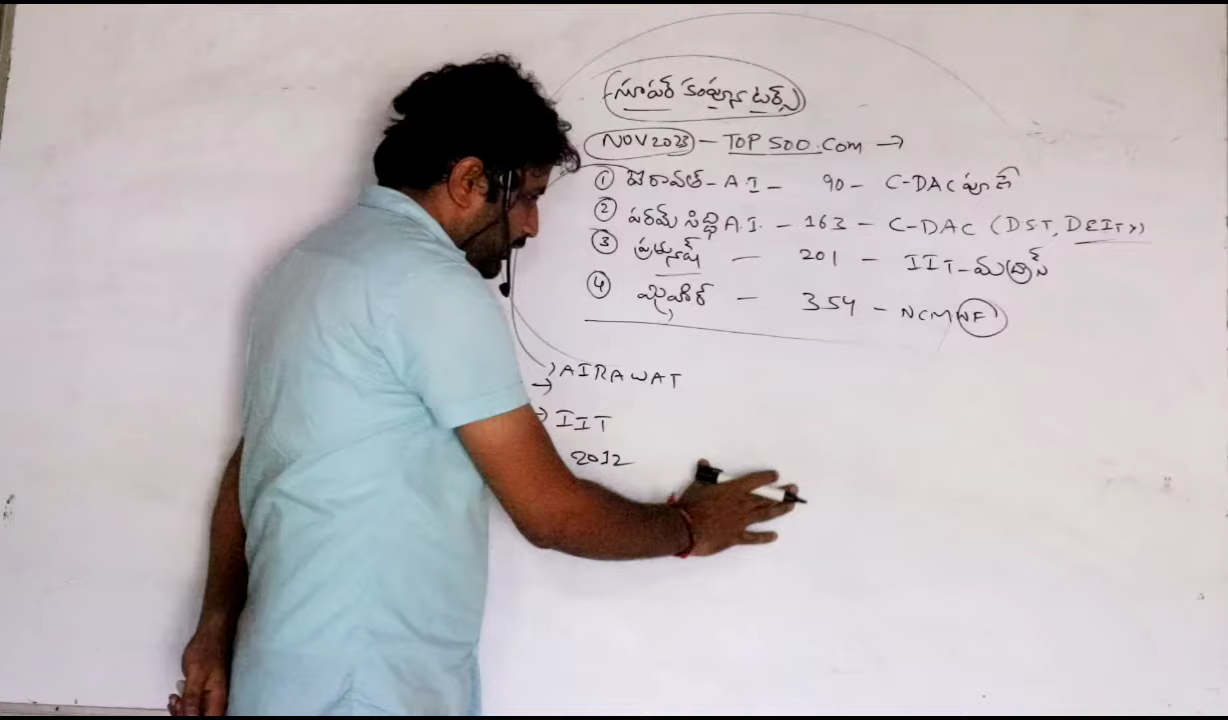 సూపర్ కంప్యూటర్స్
NOV 2023 - TOP 500.Com →
① ఐరావత్ - A.I - 90 - C-DAC పూణె
② పరమ్ సిద్ధి A.I. - 163 - C-DAC (DST, DEITY)
③ ప్రత్యూష్ - 201 - IIT - మద్రాస్
④ మిహిర్ - 354 - NCMWF
→ AIRAWAT
→ IIT
2012